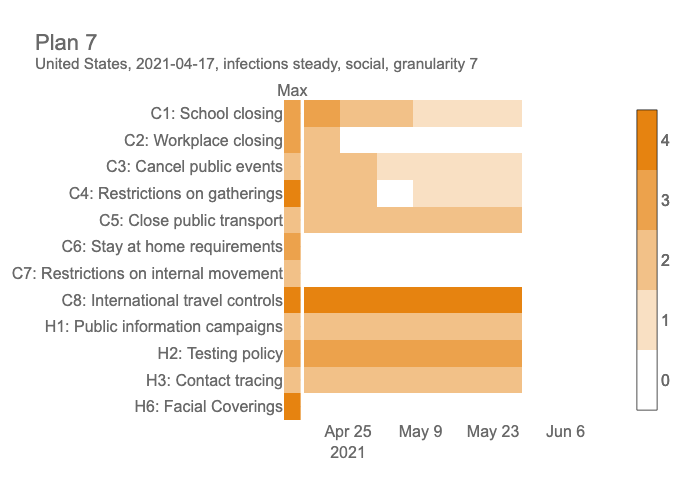 Plan 7
United States, 2021-04-17, infections steady, social, granularity 7
Max
C1: School closing
C2: Workplace closing
C3: Cancel public events
C4: Restrictions on gatherings
C5: Close public transport
C6: Stay at home requirements
C7: Restrictions on internal movement
C8: International travel controls
H1: Public information campaigns
H2: Testing policy
H3: Contact tracing
H6: Facial Coverings
Apr 25 May 9 May 23 Jun 6
2021
4
3
2
1
0